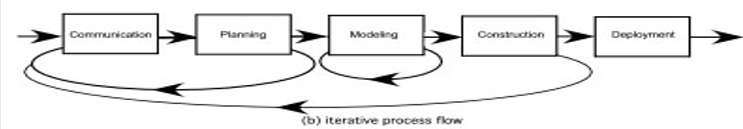 Communication
Planning
Modeling
Construction
Deployment
(b) iterative process flow